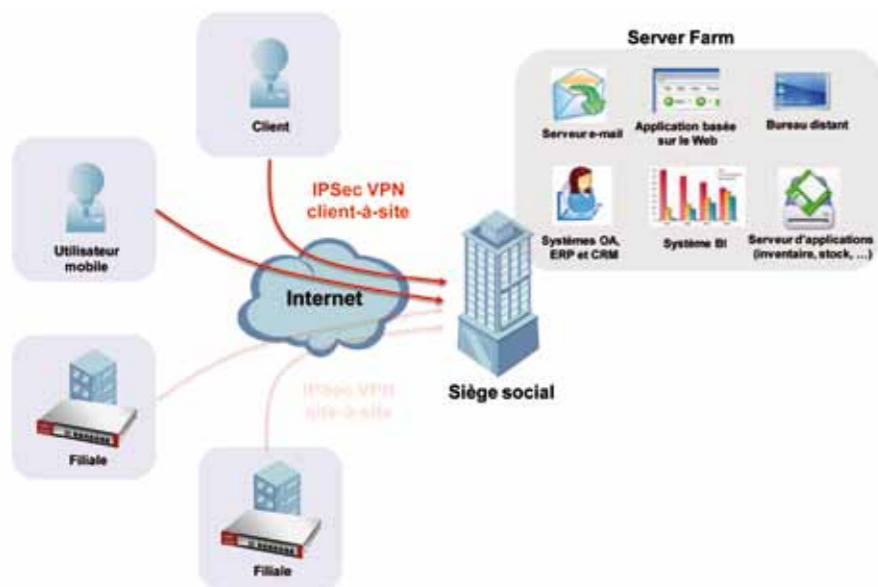 Server Farm
Client
Serveur e-mail
Application basée
sur le Web
Bureau distant
IPSec VPN
client-à-site
Utilisateur
mobile
Systèmes OA,
ERP et CRM
Système BI
Serveur d'applications
(inventaire, stock, ...)
Internet
IPSec VPN
site-à-site
Siège social
Filiale
Filiale